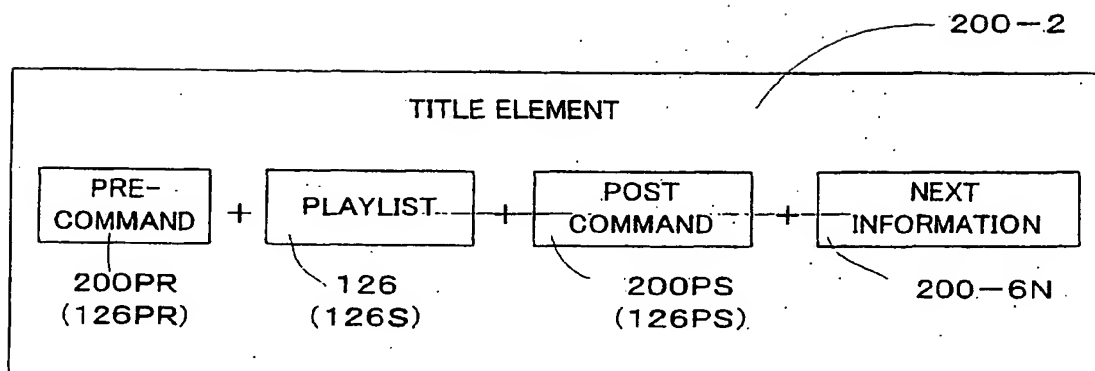 200-2
TITLE ELEMENT
PRE-
COMMAND
+
PLAYLIST
+
POST
COMMAND
+
NEXT
INFORMATION
200PR
(126PR)
126
(126S)
200PS
(126PS)
200-6N